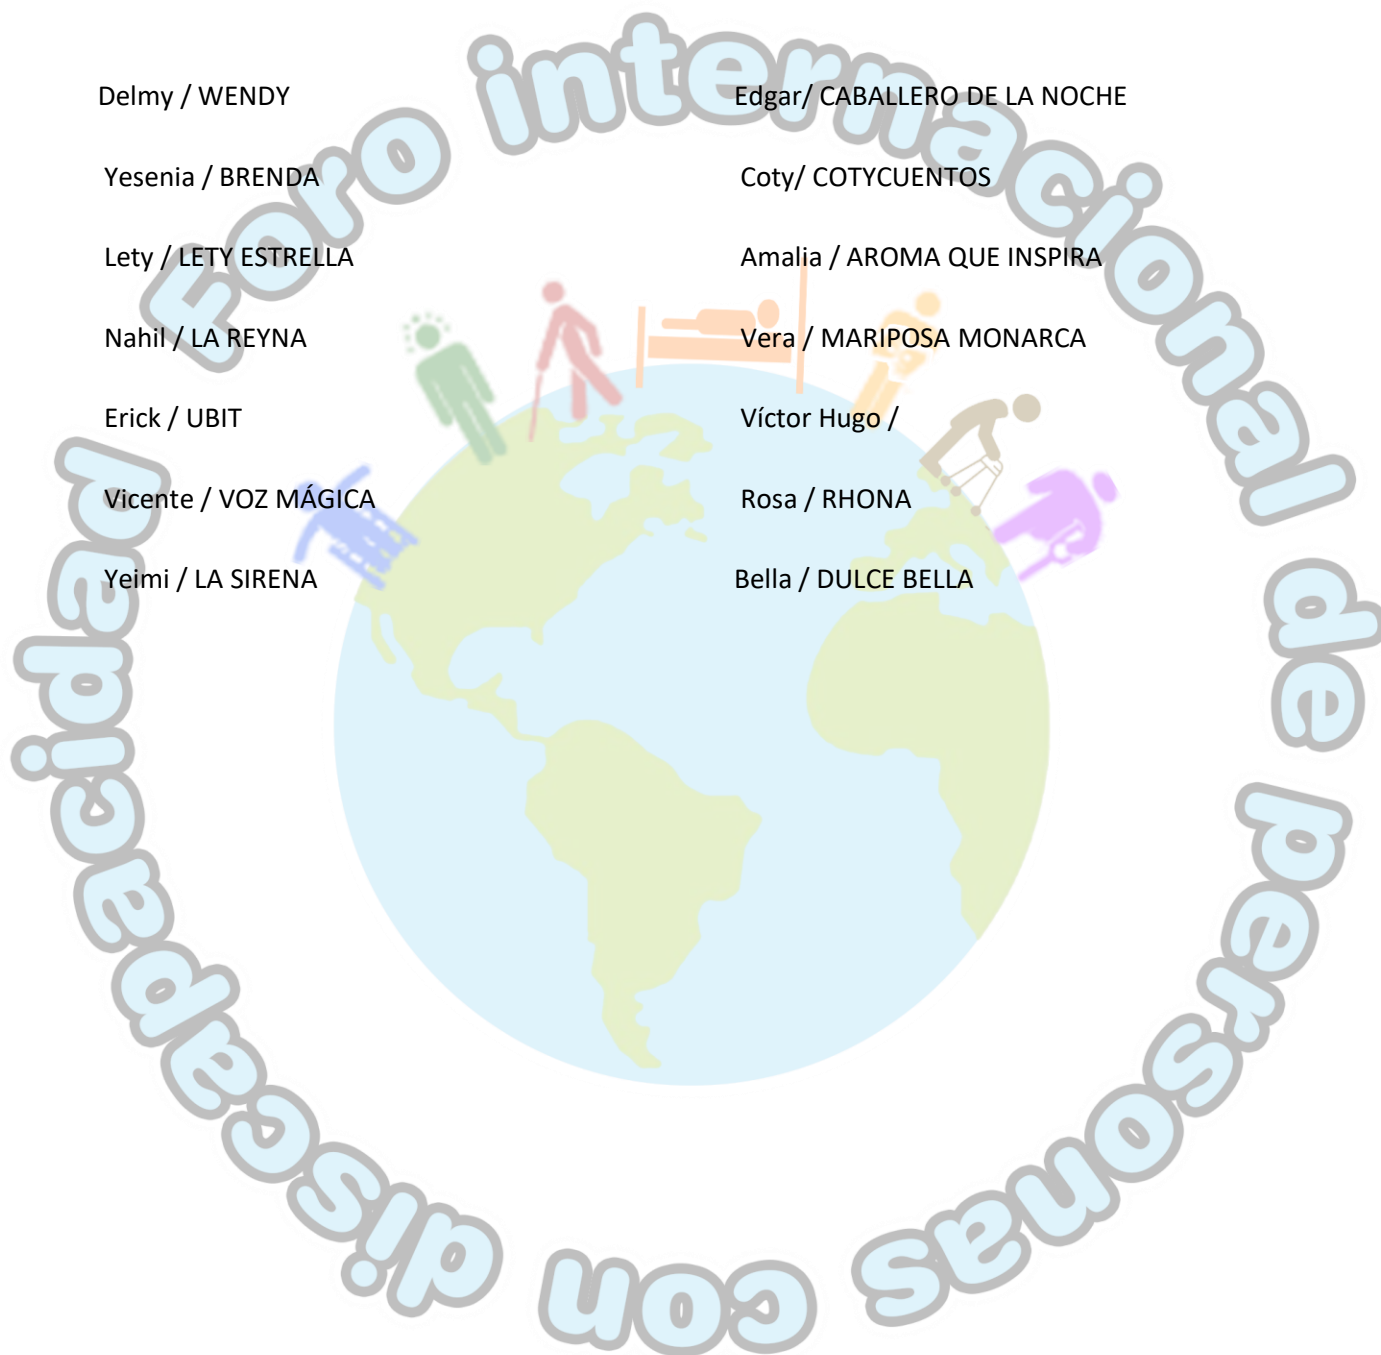 Delmy / WENDY
Yesenia / BRENDA
Lety / LETY ESTRELLA
Nahil / LA REYNA
Erick / UBIT
Vicente / VOZ MÁGICA
Yeimi / LA SIRENA
Edgar/ CABALLERO DE LA NOCHE
Coty/ COTYCUENTOS
Amalia / AROMA QUE INSPIRA
Vera / MARIPOSA MONARCA
Víctor Hugo /
Rosa / RHONA
Bella / DULCE BELLA
Foro internacional de personas con discapacidad